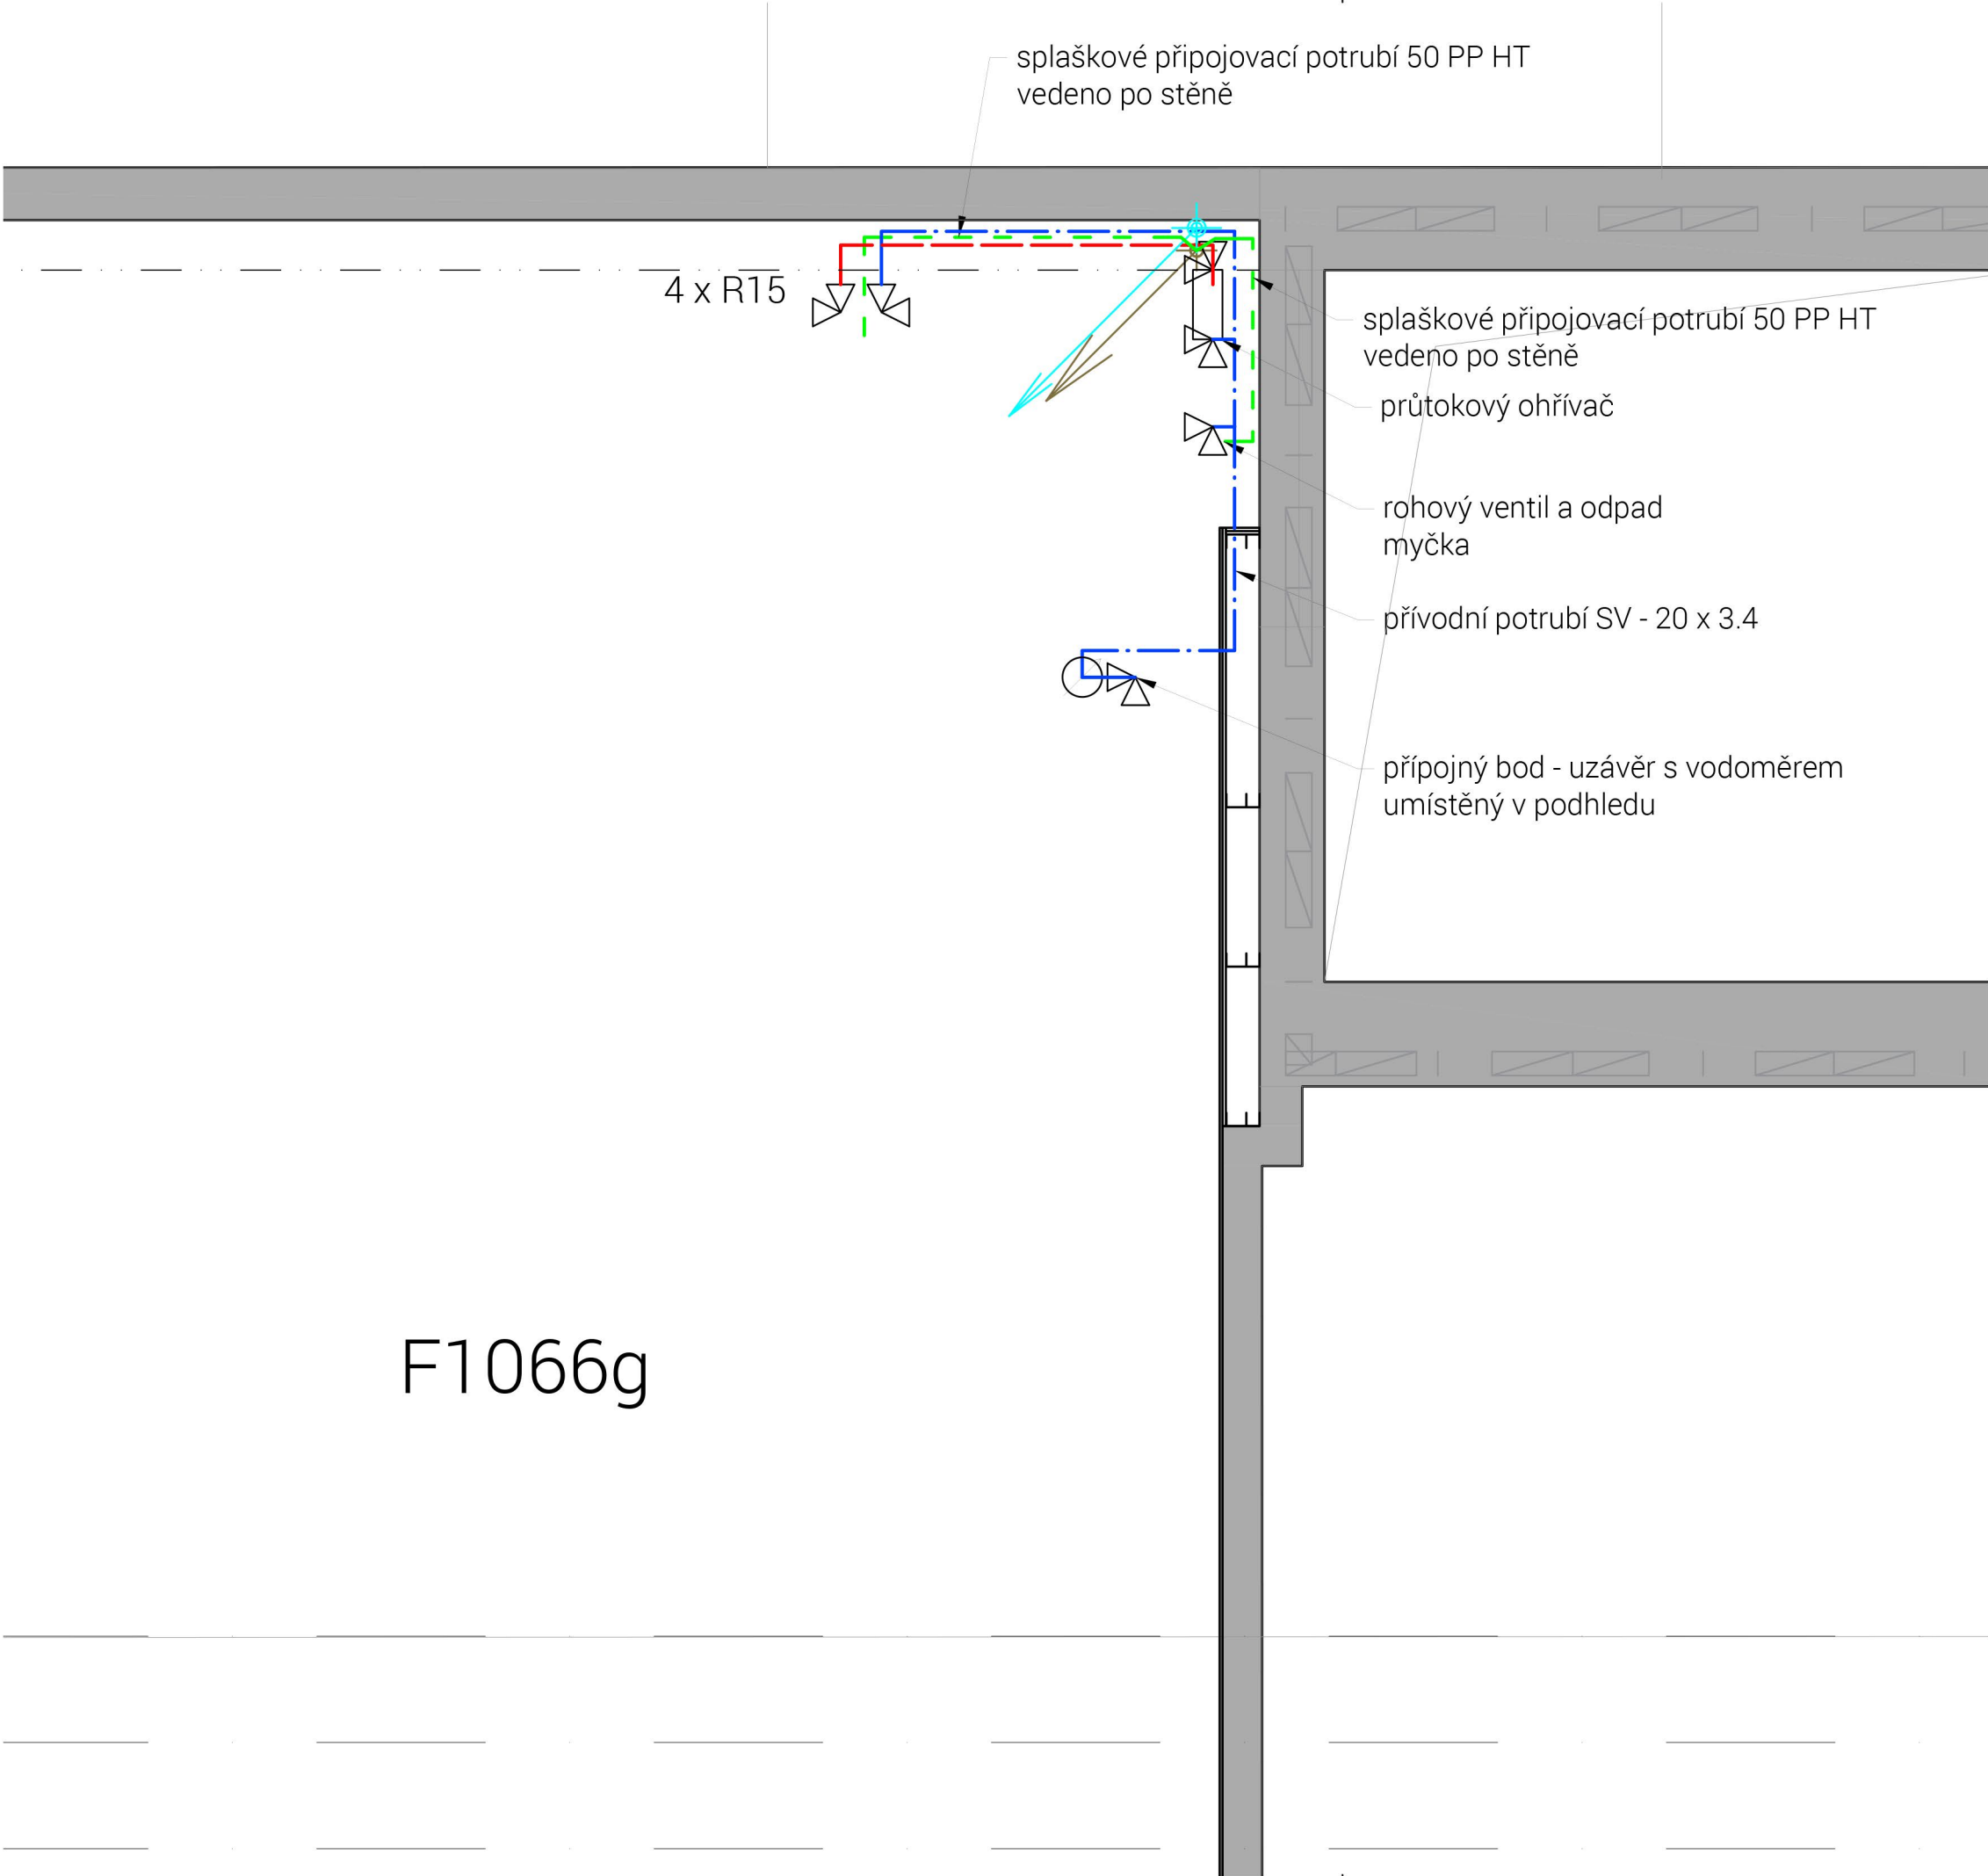 splaškové připojovací potrubí 50 PP HT
vedeno po stěně
4 x R15
splaškové připojovací potrubí 50 PP HT
vedeno po stěně
průtokový ohřívač
rohový ventil a odpad
myčka
přívodní potrubí SV - 20 x 3.4
přípojný bod - uzávěr s vodoměrem
umístěný v podhledu
F1066g